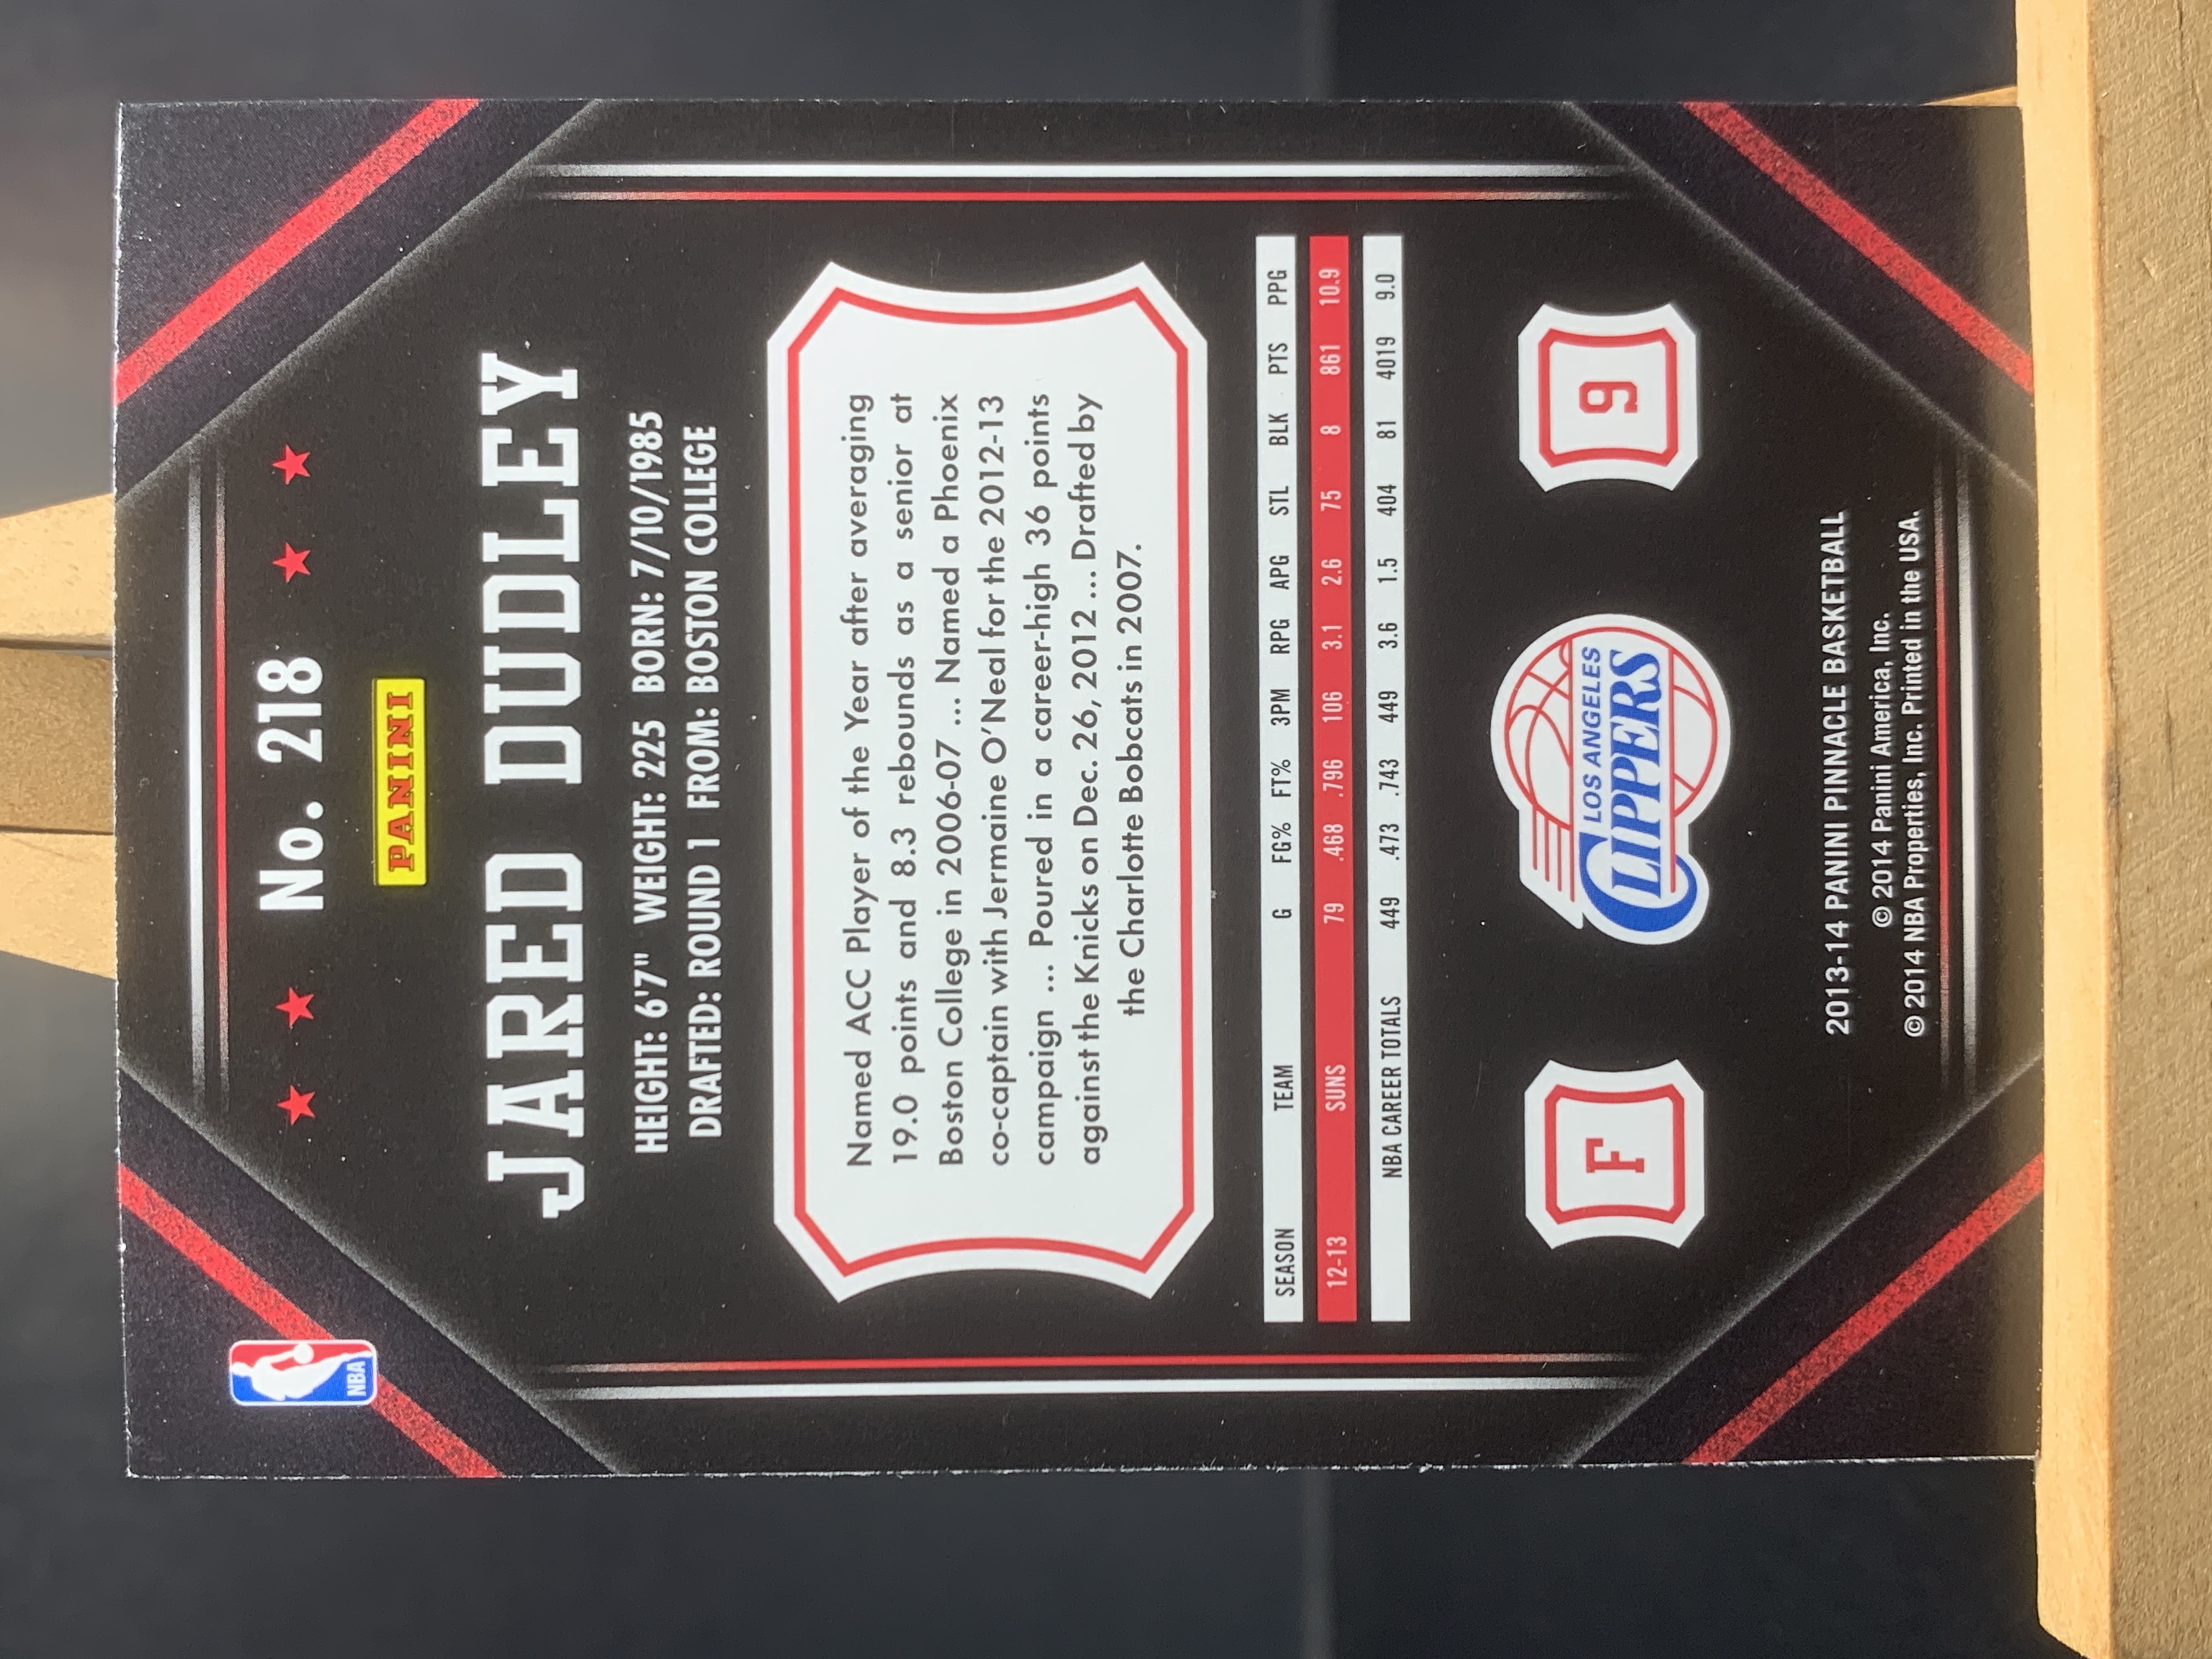 NBA
No. 218
PANINI
JARED DUDLEY
HEIGHT: 6'7" WEIGHT: 225 BORN: 7/10/1985
DRAFTED: ROUND 1 FROM: BOSTON COLLEGE
Named ACC Player of the Year after averaging
19.0 points and 8.3 rebounds as a senior at
Boston College in 2006-07 ... Named a Phoenix
co-captain with Jermaine O'Neal for the 2012-13
campaign ... Poured in a career-high 36 points
against the Knicks on Dec. 26, 2012 ... Drafted by
the Charlotte Bobcats in 2007.
SEASON TEAM G FG% FT% 3PM RPG APG STL BLK PTS PPG
12-13 SUNS 79 .468 .796 106 3.1 2.6 75 8 861 10.9
NBA CAREER TOTALS 449 .473 .743 449 3.6 1.5 404 81 4019 9.0
F
LOS ANGELES
CLIPPERS
9
2013-14 PANINI PINNACLE BASKETBALL
© 2014 Panini America, Inc.
© 2014 NBA Properties, Inc. Printed in the USA.